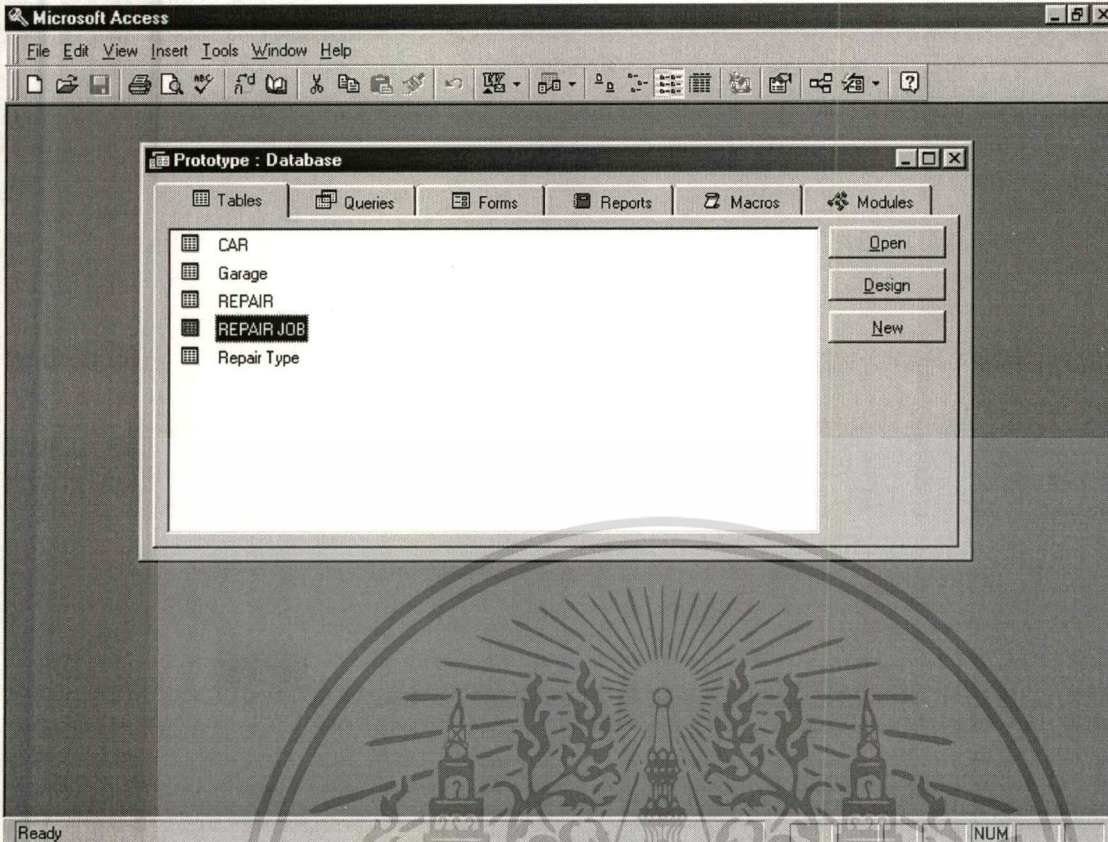 Microsoft Access
File Edit View Insert Tools Window Help
Prototype : Database
Tables Queries Forms Reports Macros Modules
CAR
Garage
REPAIR
REPAIR JOB
Repair Type
Open
Design
New
Ready NUM